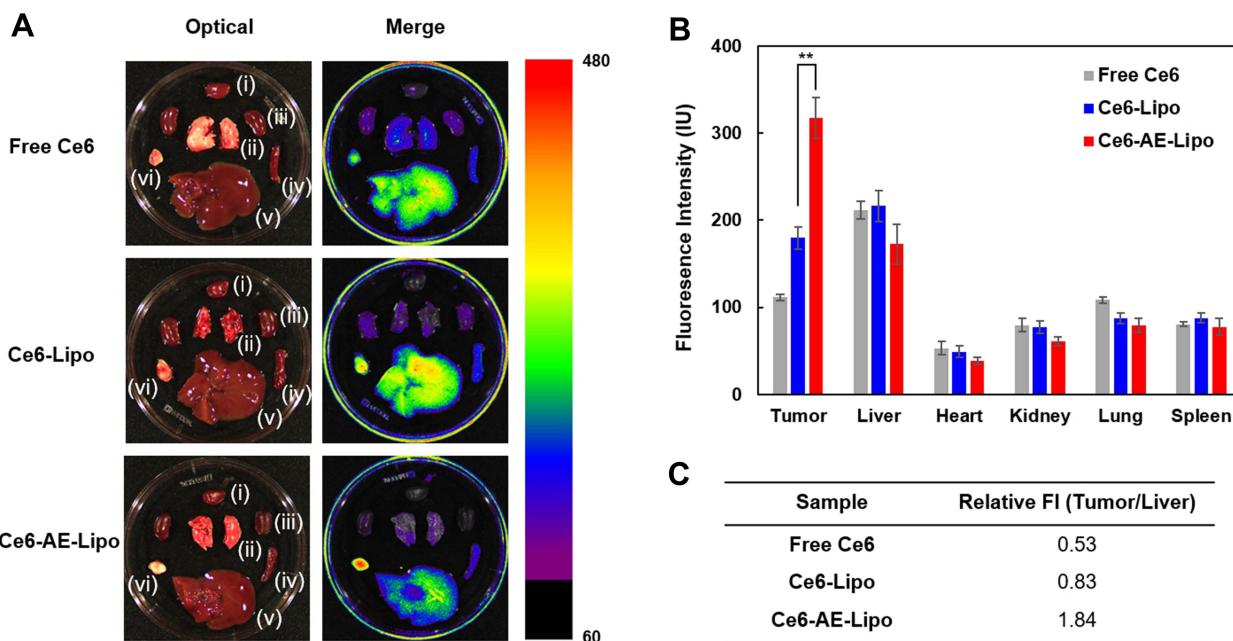 A
Optical
Merge
Free Ce6
(i)
(iii)
(ii)
(vi)
(iv)
(v)
Ce6-Lipo
(i)
(iii)
(ii)
(vi)
(iv)
(v)
Ce6-AE-Lipo
(i)
(iii)
(ii)
(vi)
(iv)
(v)
480
60
B
Fluoresence Intensity (IU)
400
300
200
100
0
**
Free Ce6
Ce6-Lipo
Ce6-AE-Lipo
Tumor Liver Heart Kidney Lung Spleen
C
Sample Relative FI (Tumor/Liver)
Free Ce6 0.53
Ce6-Lipo 0.83
Ce6-AE-Lipo 1.84